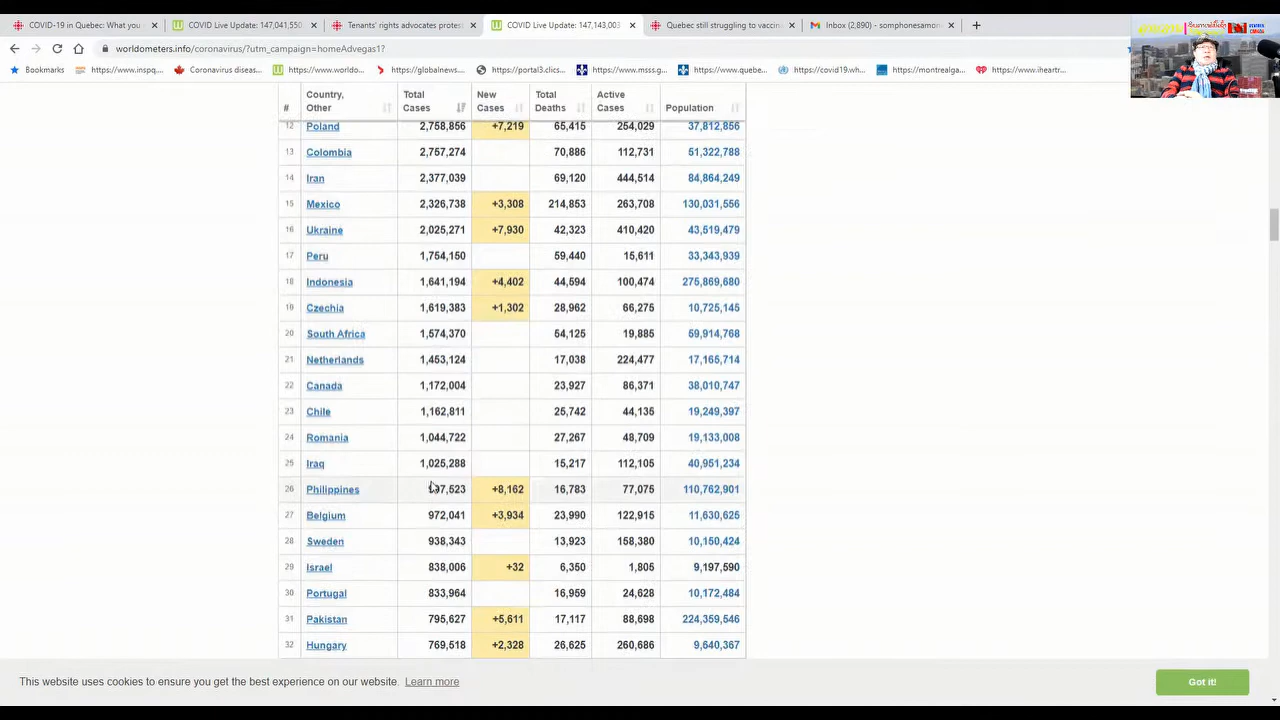 COVID-19 in Quebec: What you
COVID Live Update: 147,041,550
Tenants' rights advocates protes
COVID Live Update: 147,143,003
Quebec still struggling to vaccin
Inbox (2,890) - somphonesamon
worldometers.info/coronavirus/?utm_campaign=homeAdvegas1?
Bookmarks https://www-inspq... Coronavirus diseas... https://www.worldo... https://globalnews.... https://portal3.clics... https://www.msss.g... https://www.quebe... https://covid19.wh... https://montrealga... https://www.iheartr...
# Country, Other Total Cases New Cases Total Deaths Active Cases Population
12 Poland 2,758,856 +7,219 65,415 254,029 37,812,856
13 Colombia 2,757,274 70,886 112,731 51,322,788
14 Iran 2,377,039 69,120 444,514 84,864,249
15 Mexico 2,326,738 +3,308 214,853 263,708 130,031,556
16 Ukraine 2,025,271 +7,930 42,323 410,420 43,519,479
17 Peru 1,754,150 59,440 15,611 33,343,939
18 Indonesia 1,641,194 +4,402 44,594 100,474 275,869,680
19 Czechia 1,619,383 +1,302 28,962 66,275 10,725,145
20 South Africa 1,574,370 54,125 19,885 59,914,768
21 Netherlands 1,453,124 17,038 224,477 17,165,714
22 Canada 1,172,004 23,927 86,371 38,010,747
23 Chile 1,162,811 25,742 44,135 19,249,397
24 Romania 1,044,722 27,267 48,709 19,133,008
25 Iraq 1,025,288 15,217 112,105 40,951,234
26 Philippines +8,162 16,783 77,075 110,762,901
27 Belgium 972,041 +3,934 23,990 122,915 11,630,625
28 Sweden 938,343 13,923 158,380 10,150,424
29 Israel 838,006 +32 6,350 1,805 9,197,590
30 Portugal 833,964 16,959 24,628 10,172,484
31 Pakistan 795,627 +5,611 17,117 88,698 224,359,546
32 Hungary 769,518 +2,328 26,625 260,686 9,640,367
This website uses cookies to ensure you get the best experience on our website. Learn more
Got it!